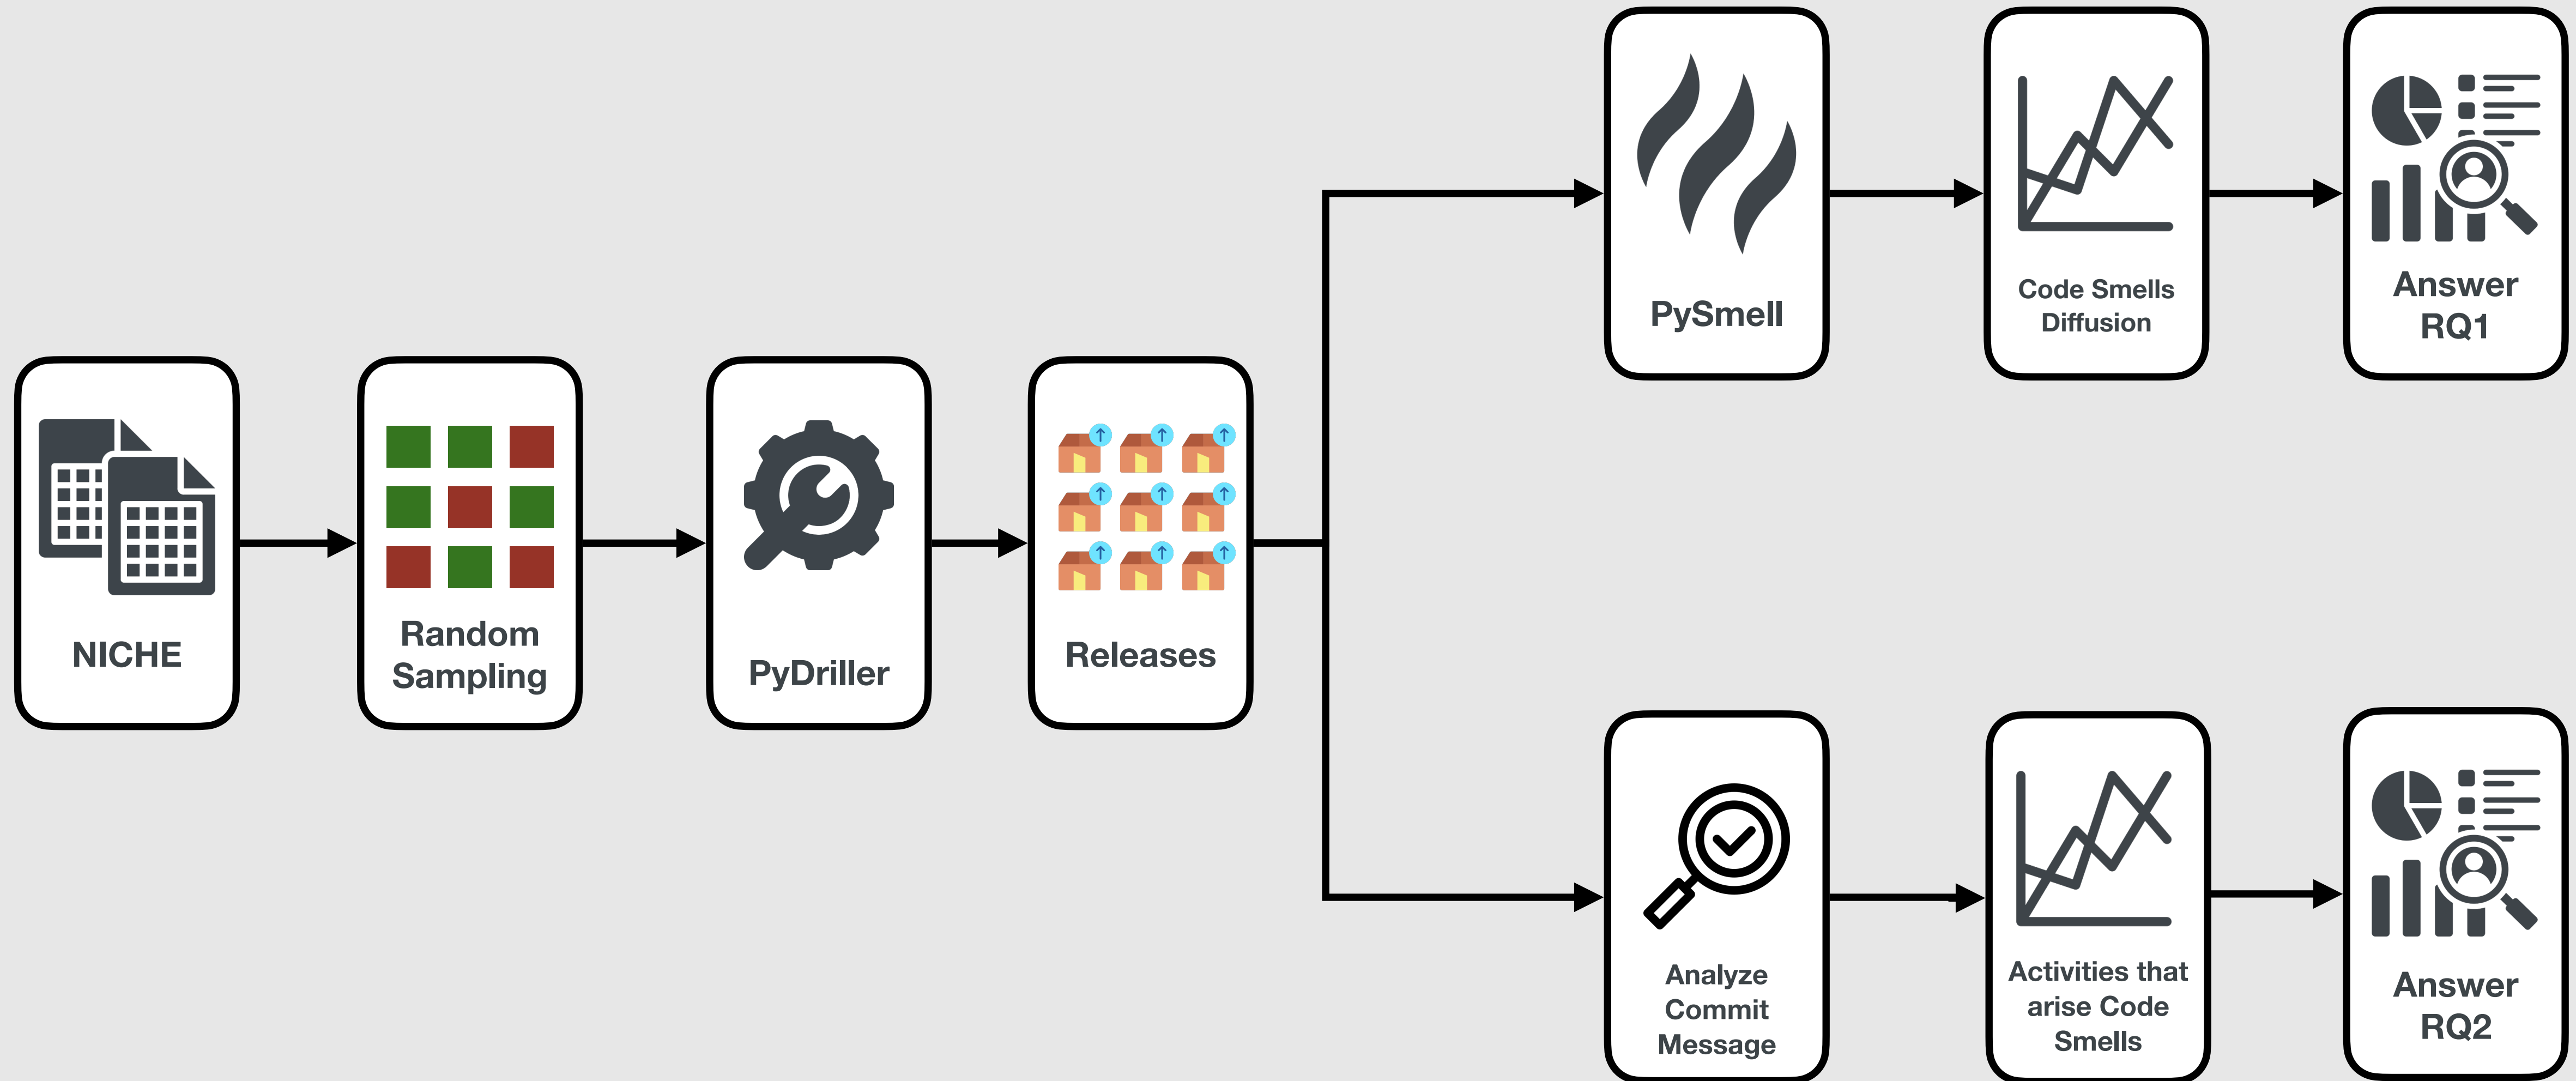 NICHE
Random
Sampling
PyDriller
Releases
PySmell
Code Smells
Diffusion
Answer
RQ1
Analyze
Commit
Message
Activities that
arise Code
Smells
Answer
RQ2